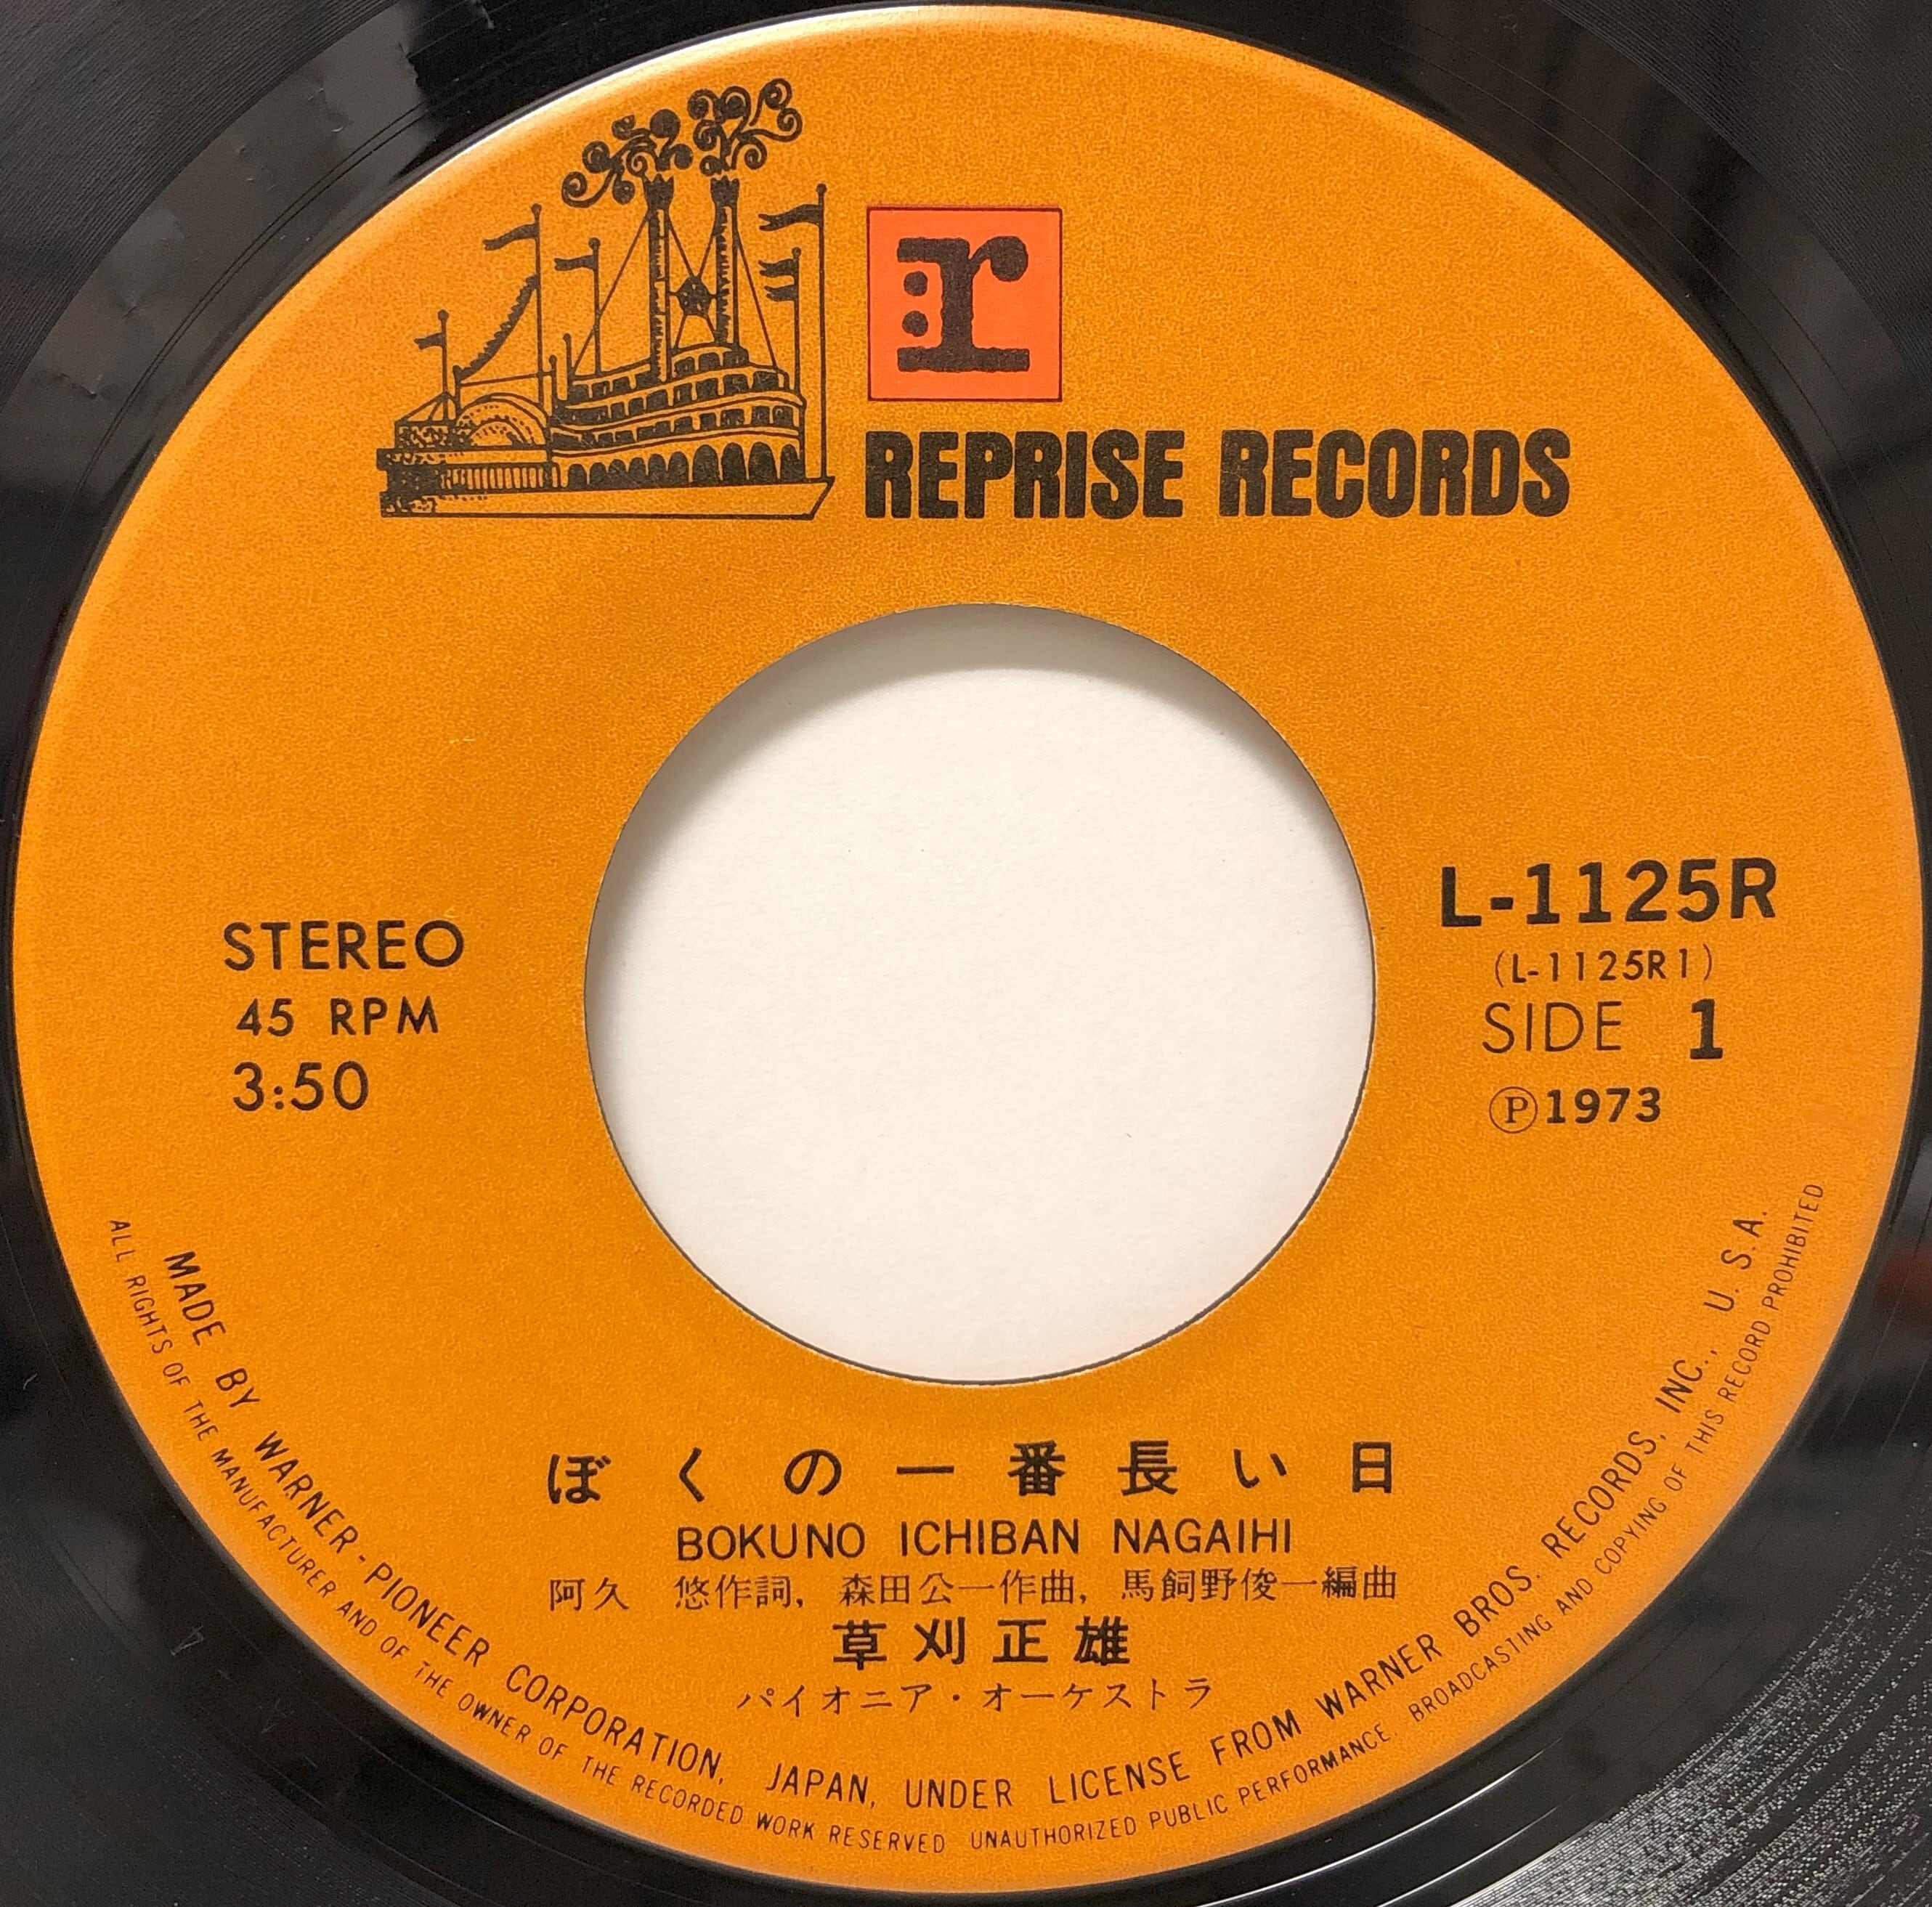 r:
REPRISE RECORDS
STEREO
45 RPM
3:50
L-1125R
(L-1125R1)
SIDE 1
Ⓟ1973
ぼくの一番長い日
BOKUNO ICHIBAN NAGAIHI
阿久 悠作詞, 森田公一作曲, 馬飼野俊一編曲
草刈正雄
パイオニア・オーケストラ
MADE BY WARNER-PIONEER CORPORATION, JAPAN, UNDER LICENSE FROM WARNER BROS. RECORDS, INC., U.S.A.
ALL RIGHTS OF THE MANUFACTURER AND OF THE OWNER OF THE RECORDED WORK RESERVED UNAUTHORIZED PUBLIC PERFORMANCE. BROADCASTING AND COPYING OF THIS RECORD PROHIBITED